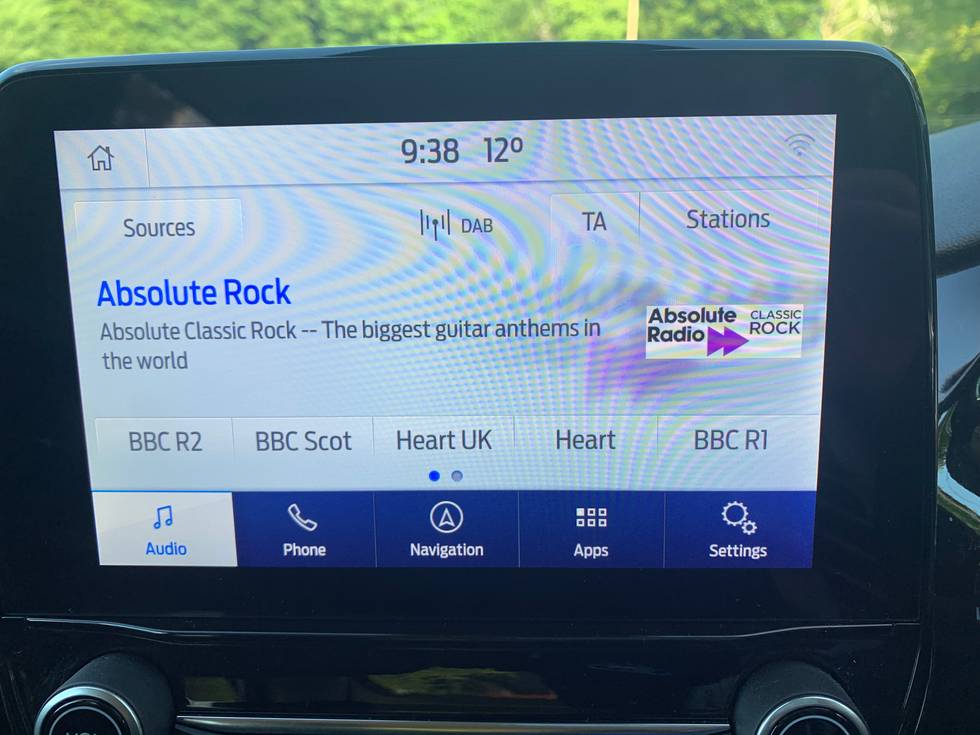 9:38 12º
Sources
DAB
TA
Stations
Absolute Rock
Absolute Classic Rock -- The biggest guitar anthems in
the world
Absolute
Radio
CLASSIC
ROCK
BBC R2
BBC Scot
Heart UK
Heart
BBC R1
Audio
Phone
Navigation
Apps
Settings